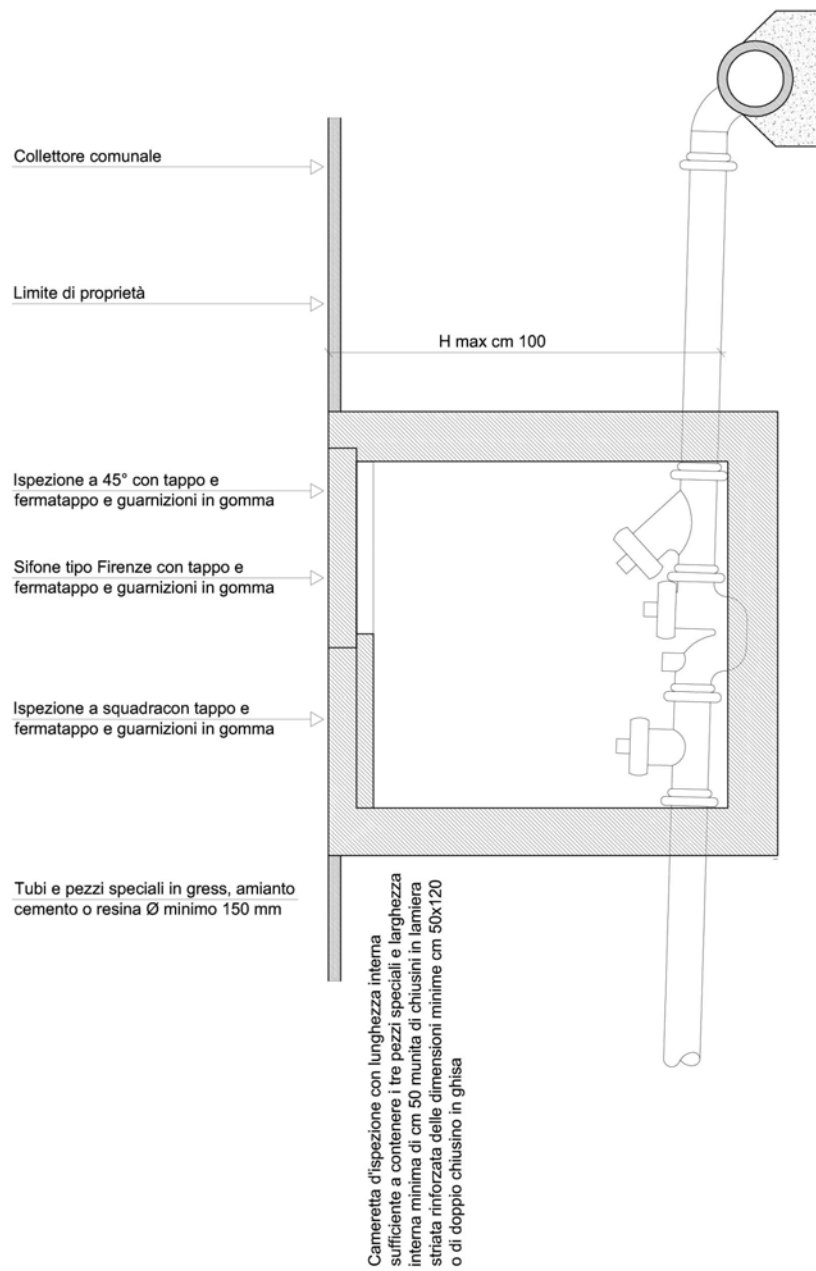 Collettore comunale
Limite di proprietà
H max cm 100
Ispezione a 45° con tappo e
fermatappo e guarnizioni in gomma
Sifone tipo Firenze con tappo e
fermatappo e guarnizioni in gomma
Ispezione a squadracon tappo e
fermatappo e guarnizioni in gomma
Tubi e pezzi speciali in gress, amianto
cemento o resina Ø minimo 150 mm
Cameretta d'ispezione con lunghezza interna
sufficiente a contenere i tre pezzi speciali e larghezza
interna minima di cm 50 munita di chiusini in lamiera
striata rinforzata delle dimensioni minime cm 50x120
o di doppio chiusino in ghisa